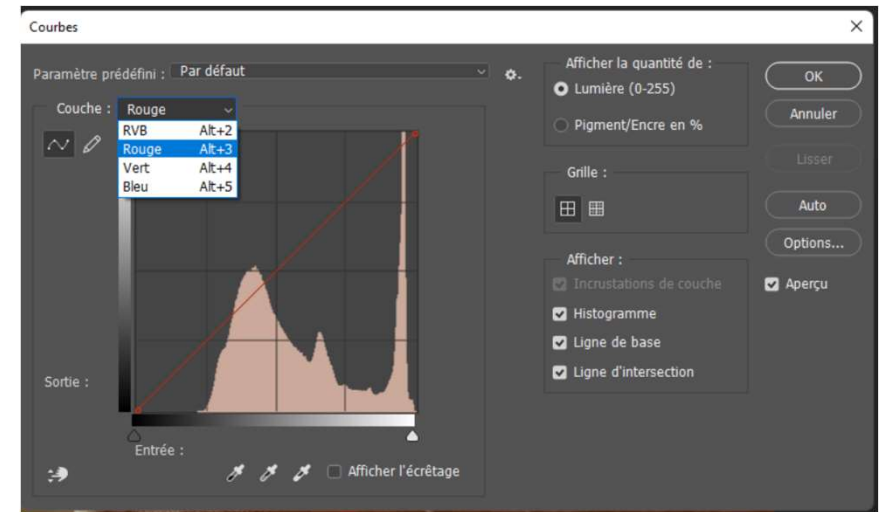 Courbes
Paramètre prédéfini : Par défaut
Couche : Rouge
RVB Alt+2
Rouge Alt+3
Vert Alt+4
Bleu Alt+5
Sortie :
Entrée :
Afficher l'écrêtage
Afficher la quantité de :
Lumière (0-255)
Pigment/Encre en %
Grille :
Afficher :
Incrustations de couche
Histogramme
Ligne de base
Ligne d'intersection
OK
Annuler
Lisser
Auto
Options...
Aperçu